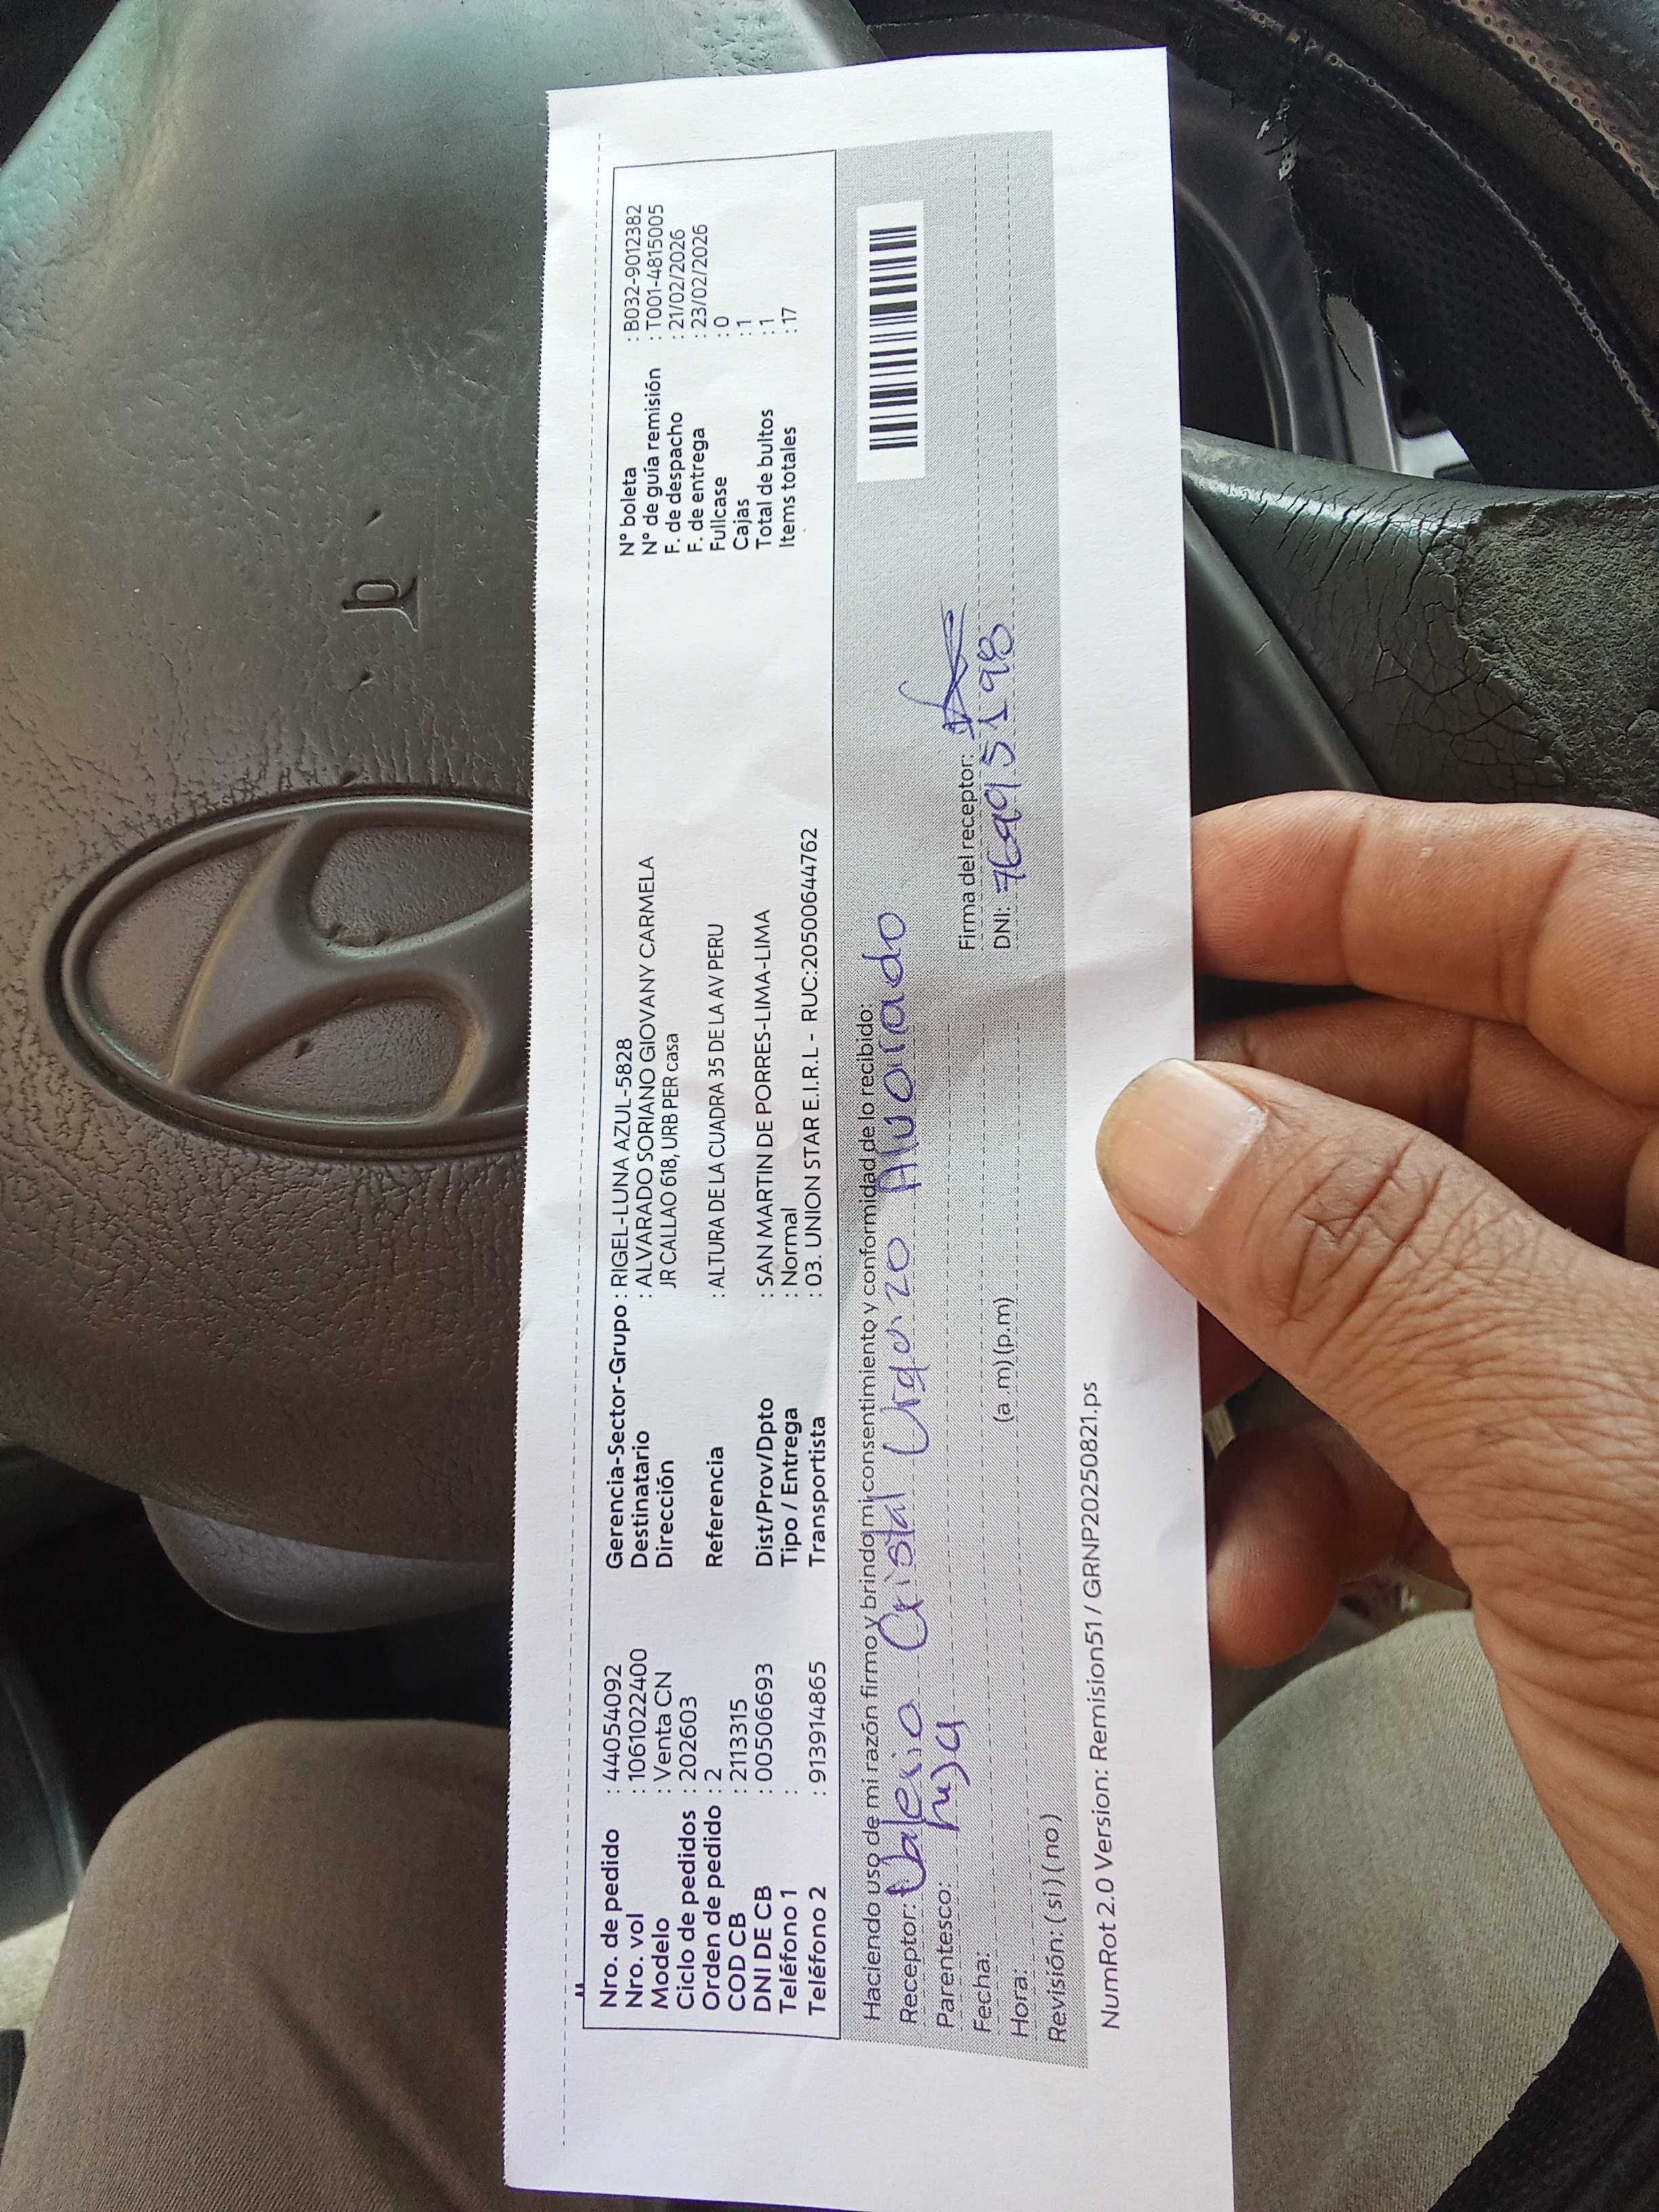 Nro. de pedido : 44054092
Nro. vol : 1061022400
Modelo : Venta CN
Ciclo de pedidos : 202603
Orden de pedido : 2
COD CB : 2113315
DNI DE CB : 00506693
Teléfono 1 :
Teléfono 2 : 913914865
Gerencia-Sector-Grupo : RIGEL-LUNA AZUL-5828
Destinatario : ALVARADO SORIANO GIOVANY CARMELA
Dirección JR CALLAO 618, URB PER casa
Referencia : ALTURA DE LA CUADRA 35 DE LA AV PERU
Dist/Prov/Dpto : SAN MARTIN DE PORRES-LIMA-LIMA
Tipo / Entrega : Normal
Transportista : 03. UNION STAR E.I.R.L - RUC:20500644762
N° boleta : B032-9012382
N° de guía remisión : T001-4815005
F. de despacho : 21/02/2026
F. de entrega : 23/02/2026
Fullcase : 0
Cajas : 1
Total de bultos : 1
Items totales : 17
Haciendo uso de mi razón firmo y brindo mi consentimiento y conformidad de lo recibido:
Receptor: Valeria Cristal Alvarado
Parentesco: hija
Fecha:
Hora: (a .m) (p.m)
Revisión: ( si ) ( no )
Firma del receptor:
DNI: 76995198
NumRot 2.0 Version: Remision51 / GRNP20250821.ps